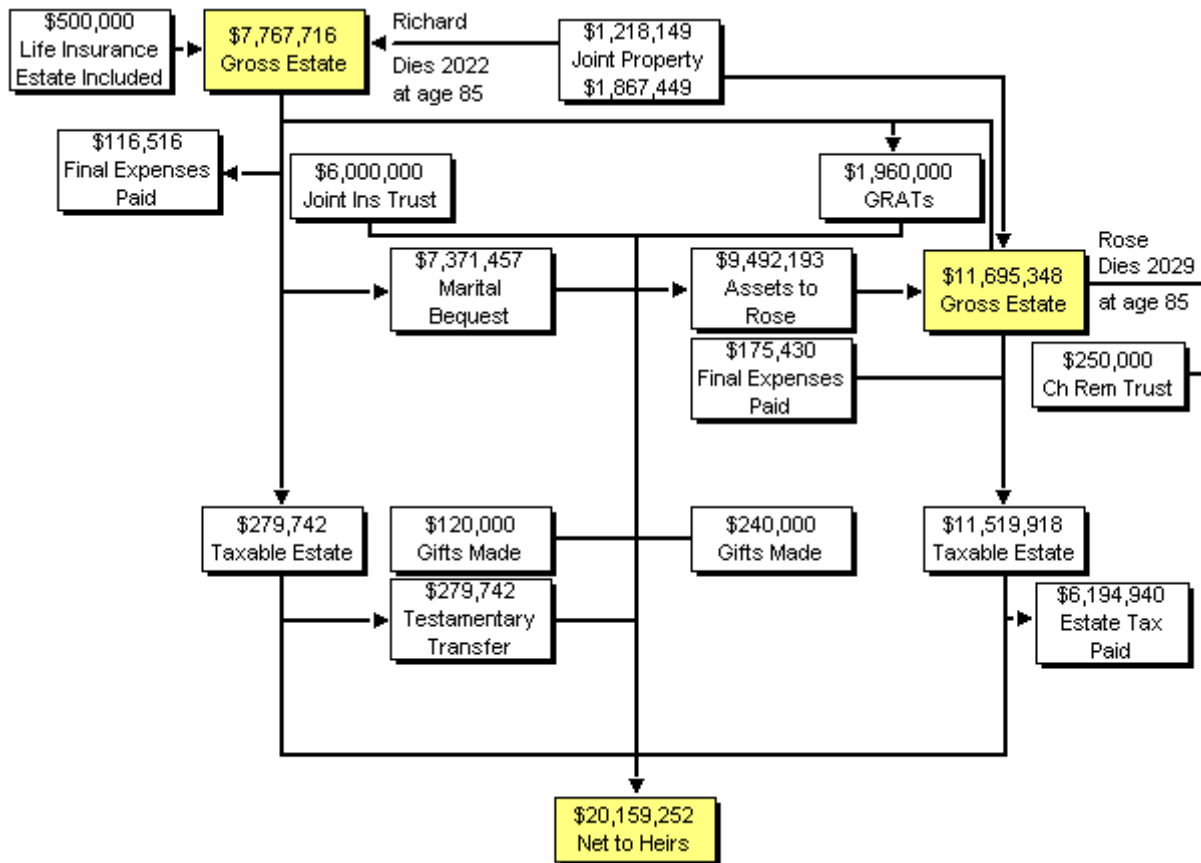 $500,000
Life Insurance
Estate Included
$7,767,716
Gross Estate
Richard
Dies 2022
at age 85
$1,218,149
Joint Property
$1,867,449
$116,516
Final Expenses
Paid
$6,000,000
Joint Ins Trust
$1,960,000
GRATs
$7,371,457
Marital
Bequest
$9,492,193
Assets to
Rose
$11,695,348
Gross Estate
Rose
Dies 2029
at age 85
$175,430
Final Expenses
Paid
$250,000
Ch Rem Trust
$279,742
Taxable Estate
$120,000
Gifts Made
$240,000
Gifts Made
$11,519,918
Taxable Estate
$279,742
Testamentary
Transfer
$6,194,940
Estate Tax
Paid
$20,159,252
Net to Heirs